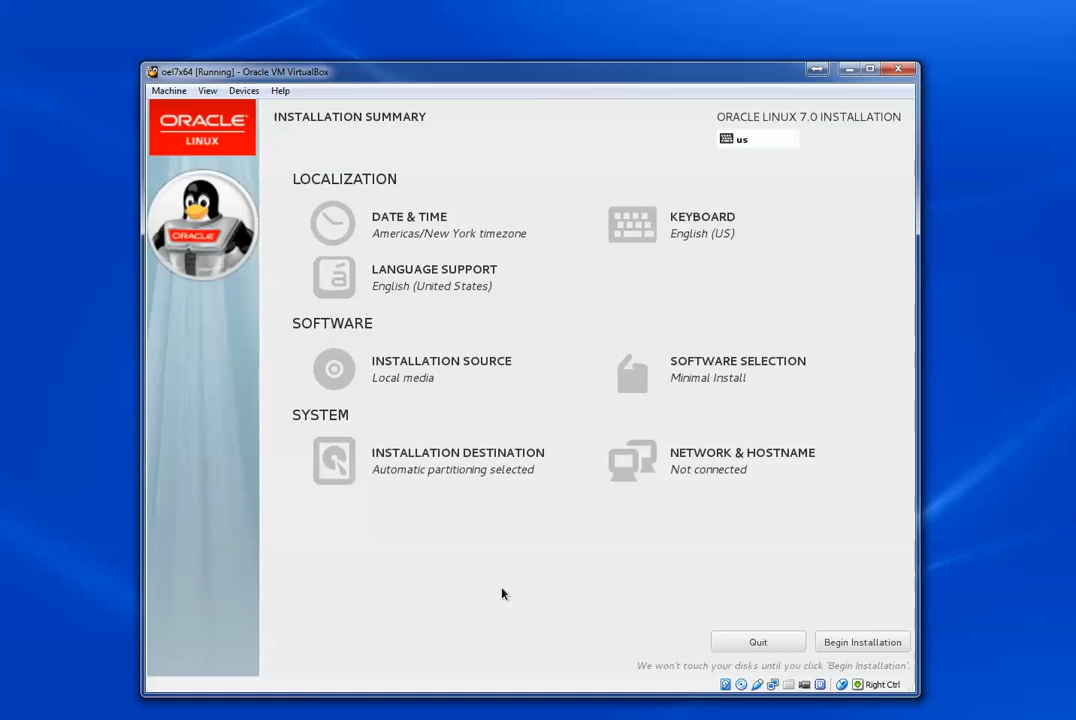 oel7x64 [Running] - Oracle VM VirtualBox
Machine View Devices Help
ORACLE
LINUX
INSTALLATION SUMMARY
ORACLE LINUX 7.0 INSTALLATION
us
LOCALIZATION
DATE & TIME
Americas/New York timezone
KEYBOARD
English (US)
LANGUAGE SUPPORT
English (United States)
SOFTWARE
INSTALLATION SOURCE
Local media
SOFTWARE SELECTION
Minimal Install
SYSTEM
INSTALLATION DESTINATION
Automatic partitioning selected
NETWORK & HOSTNAME
Not connected
ORACLE
Quit
Begin Installation
We won't touch your disks until you click 'Begin Installation'.
Right Ctrl